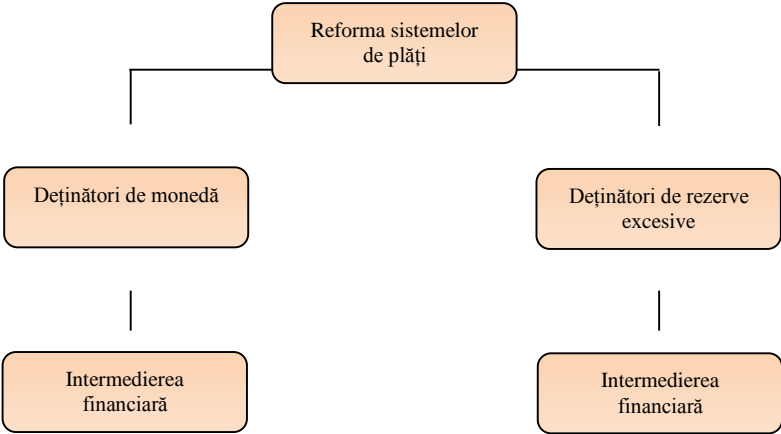 Reforma sistemelor
de plăți
Deținători de monedă
Deținători de rezerve
excesive
Intermedierea
financiară
Intermedierea
financiară